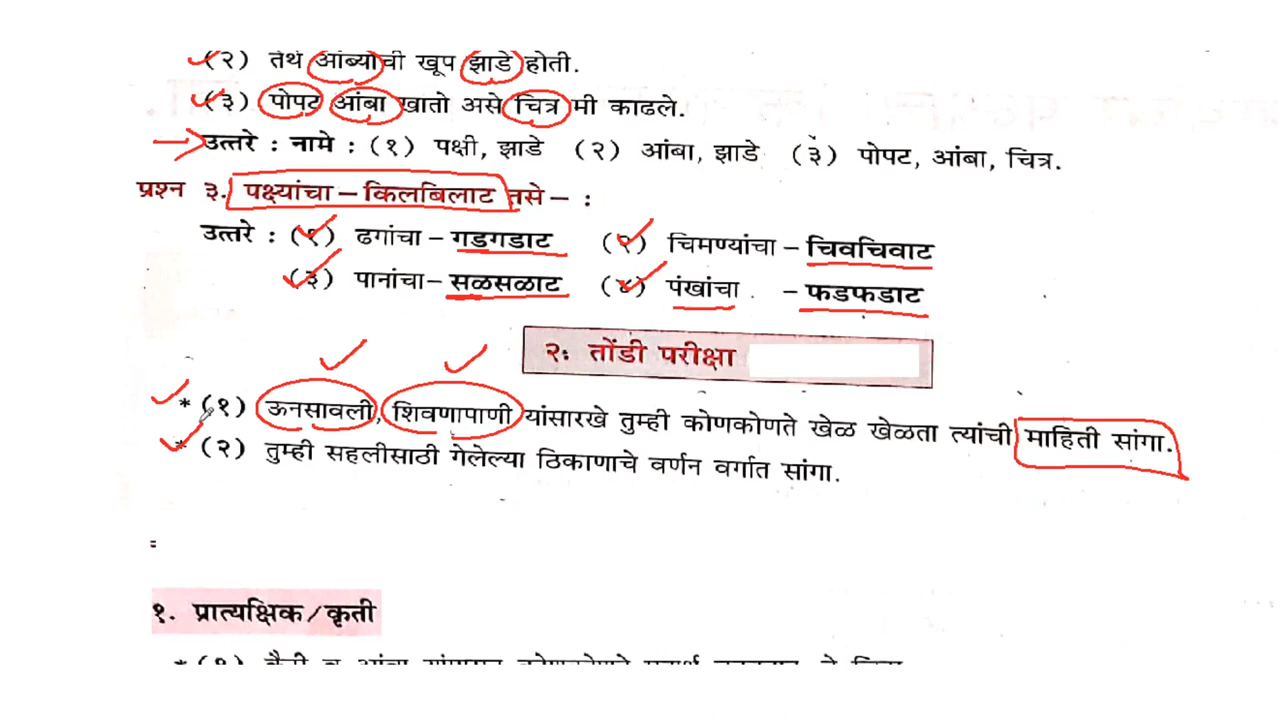 (२) तेथे आंब्यांची खूप झाडे होती.
(३) पोपट आंबा खातो असे चित्र मी काढले.
उत्तरे : नामे : (१) पक्षी, झाडे (२) आंबा, झाडे (३) पोपट, आंबा, चित्र.
प्रश्न ३. पक्ष्यांचा – किलबिलाट तसे – :
उत्तरे : (१) ढगांचा – गडगडाट (२) चिमण्यांचा – चिवचिवाट
(३) पानांचा – सळसळाट (४) पंखांचा – फडफडाट
२: तोंडी परीक्षा
* (१) ऊनसावली, शिवणापाणी यांसारखे तुम्ही कोणकोणते खेळ खेळता त्यांची माहिती सांगा.
* (२) तुम्ही सहलीसाठी गेलेल्या ठिकाणाचे वर्णन वर्गात सांगा.
१. प्रात्यक्षिक/कृती